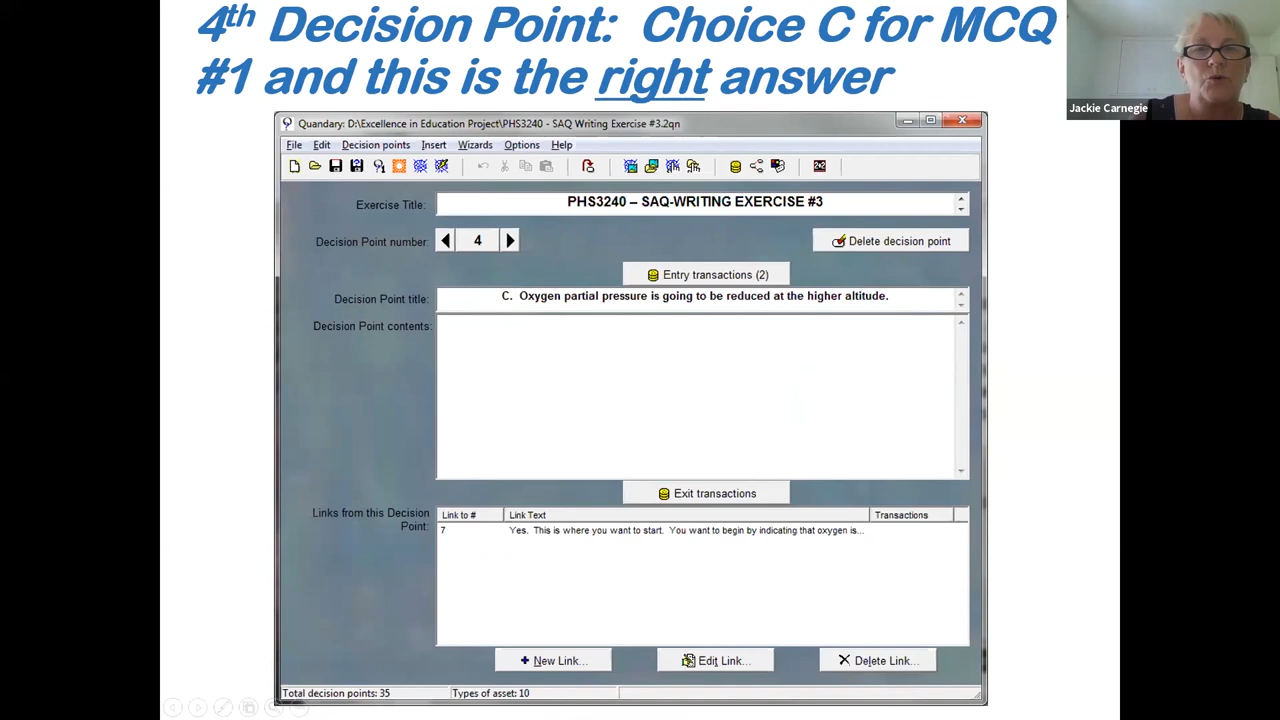 4th Decision Point: Choice C for MCQ
#1 and this is the right answer
Jackie Carnegie
Quandary: D:\Excellence in Education Project\PHS3240 - SAQ Writing Exercise #3.2qn
File Edit Decision points Insert Wizards Options Help
Exercise Title: PHS3240 – SAQ-WRITING EXERCISE #3
Decision Point number: 4 Delete decision point
Entry transactions (2)
Decision Point title: C. Oxygen partial pressure is going to be reduced at the higher altitude.
Decision Point contents:
Exit transactions
Links from this Decision
Point:
Link to # Link Text Transactions
7 Yes. This is where you want to start. You want to begin by indicating that oxygen is...
New Link... Edit Link... Delete Link...
Total decision points: 35 Types of asset: 10